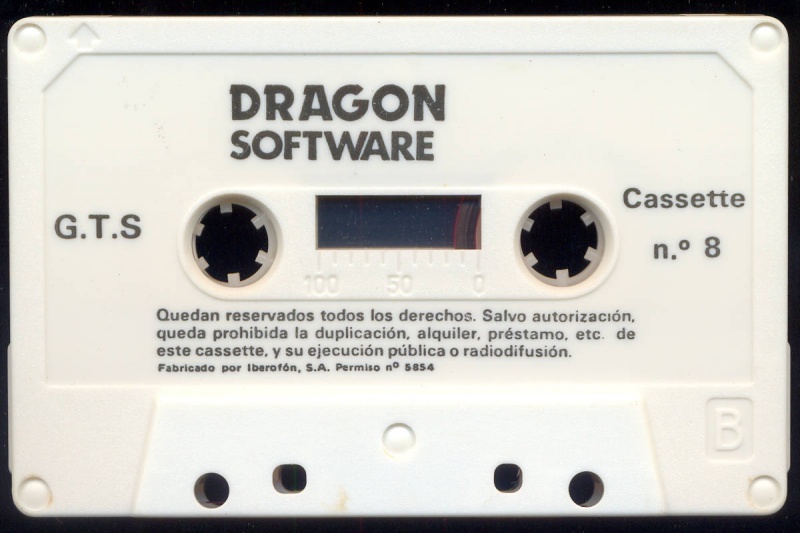 DRAGON
SOFTWARE
G.T.S
Cassette
n.º 8
100 50 0
Quedan reservados todos los derechos. Salvo autorización,
queda prohibida la duplicación, alquiler, préstamo, etc. de
este cassette, y su ejecución pública o radiodifusión.
Fabricado por Iberofón, S.A. Permiso nº 5854
B